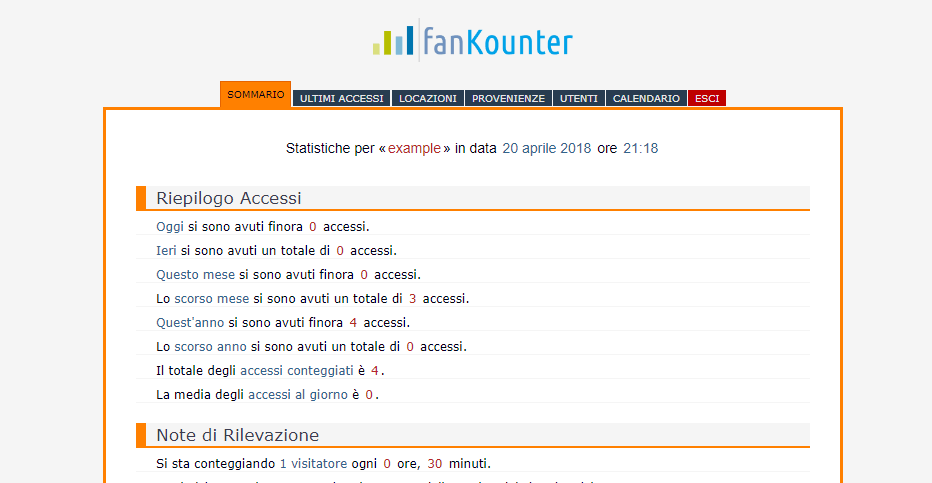 fanKounter
SOMMARIO ULTIMI ACCESSI LOCAZIONI PROVENIENZE UTENTI CALENDARIO ESCI
Statistiche per «example» in data 20 aprile 2018 ore 21:18
Riepilogo Accessi
Oggi si sono avuti finora 0 accessi.
Ieri si sono avuti un totale di 0 accessi.
Questo mese si sono avuti finora 0 accessi.
Lo scorso mese si sono avuti un totale di 3 accessi.
Quest'anno si sono avuti finora 4 accessi.
Lo scorso anno si sono avuti un totale di 0 accessi.
Il totale degli accessi conteggiati è 4.
La media degli accessi al giorno è 0.
Note di Rilevazione
Si sta conteggiando 1 visitatore ogni 0 ore, 30 minuti.